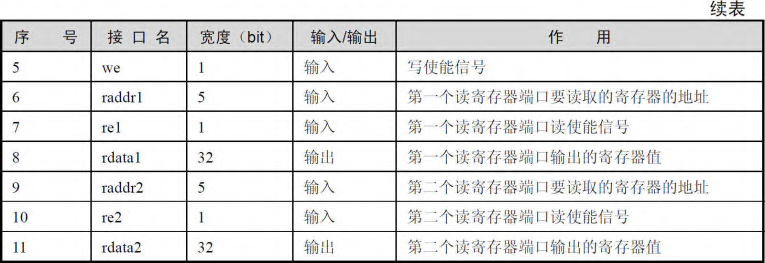 续表
序 号 接 口 名 宽度（bit） 输入/输出 作 用
5 we 1 输入 写使能信号
6 raddr1 5 输入 第一个读寄存器端口要读取的寄存器的地址
7 re1 1 输入 第一个读寄存器端口读使能信号
8 rdata1 32 输出 第一个读寄存器端口输出的寄存器值
9 raddr2 5 输入 第二个读寄存器端口要读取的寄存器的地址
10 re2 1 输入 第二个读寄存器端口读使能信号
11 rdata2 32 输出 第二个读寄存器端口输出的寄存器值